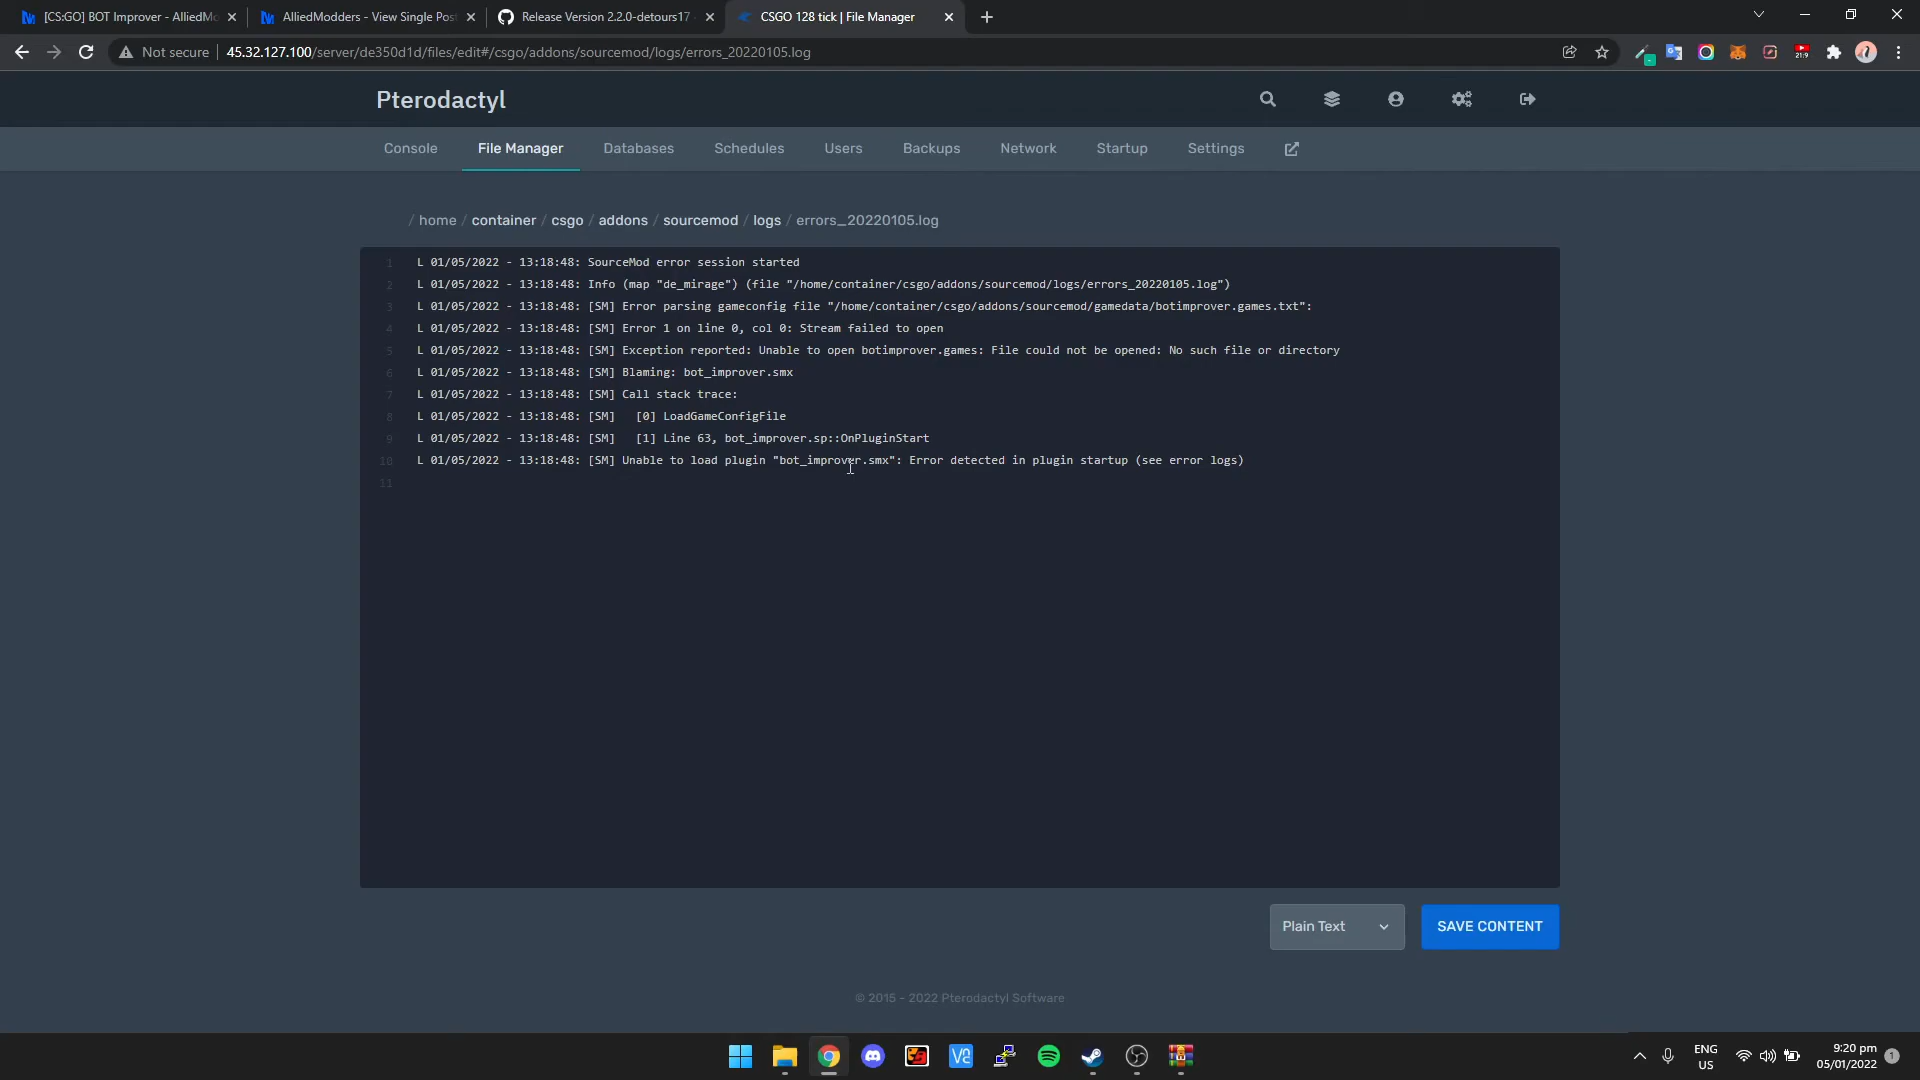 [CS:GO] BOT Improver - AlliedMo
AlliedModders - View Single Post
Release Version 2.2.0-detours17
CSGO 128 tick | File Manager
Not secure
45.32.127.100/server/de350d1d/files/edit#/csgo/addons/sourcemod/logs/errors_20220105.log
21:9
Pterodactyl
Console
File Manager
Databases
Schedules
Users
Backups
Network
Startup
Settings
/ home / container / csgo / addons / sourcemod / logs / errors_20220105.log
1 L 01/05/2022 - 13:18:48: SourceMod error session started
2 L 01/05/2022 - 13:18:48: Info (map "de_mirage") (file "/home/container/csgo/addons/sourcemod/logs/errors_20220105.log")
3 L 01/05/2022 - 13:18:48: [SM] Error parsing gameconfig file "/home/container/csgo/addons/sourcemod/gamedata/botimprover.games.txt":
4 L 01/05/2022 - 13:18:48: [SM] Error 1 on line 0, col 0: Stream failed to open
5 L 01/05/2022 - 13:18:48: [SM] Exception reported: Unable to open botimprover.games: File could not be opened: No such file or directory
6 L 01/05/2022 - 13:18:48: [SM] Blaming: bot_improver.smx
7 L 01/05/2022 - 13:18:48: [SM] Call stack trace:
8 L 01/05/2022 - 13:18:48: [SM]   [0] LoadGameConfigFile
9 L 01/05/2022 - 13:18:48: [SM]   [1] Line 63, bot_improver.sp::OnPluginStart
10 L 01/05/2022 - 13:18:48: [SM] Unable to load plugin "bot_improver.smx": Error detected in plugin startup (see error logs)
11
Plain Text
SAVE CONTENT
© 2015 - 2022 Pterodactyl Software
ENG
US
9:20 pm
05/01/2022
1